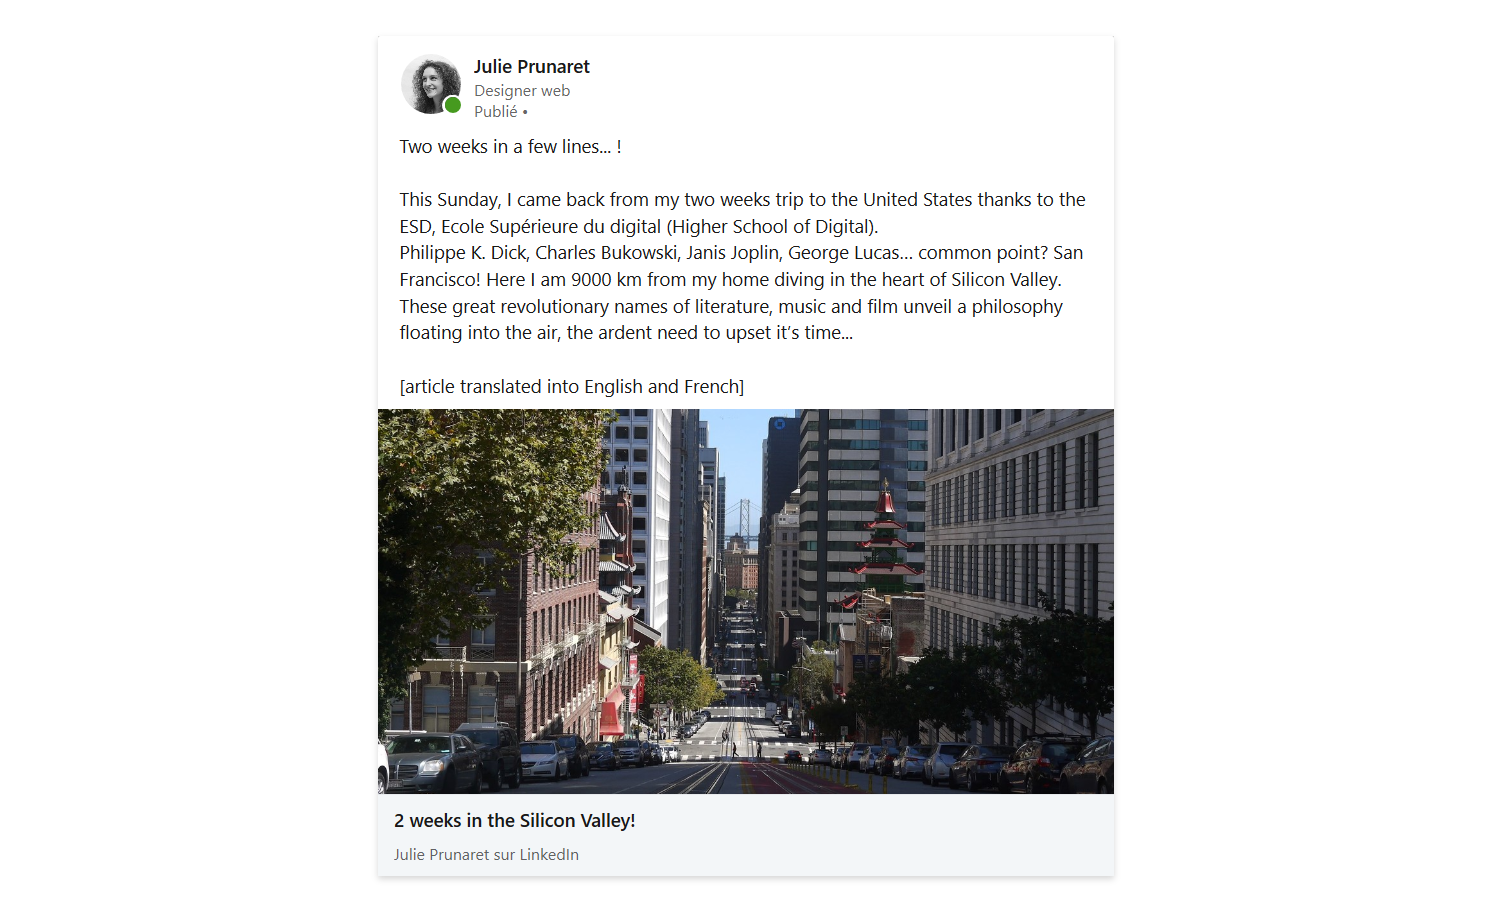 Julie Prunaret
Designer web
Publié •
Two weeks in a few lines... !
This Sunday, I came back from my two weeks trip to the United States thanks to the
ESD, Ecole Supérieure du digital (Higher School of Digital).
Philippe K. Dick, Charles Bukowski, Janis Joplin, George Lucas... common point? San
Francisco! Here I am 9000 km from my home diving in the heart of Silicon Valley.
These great revolutionary names of literature, music and film unveil a philosophy
floating into the air, the ardent need to upset it’s time...
[article translated into English and French]
2 weeks in the Silicon Valley!
Julie Prunaret sur LinkedIn